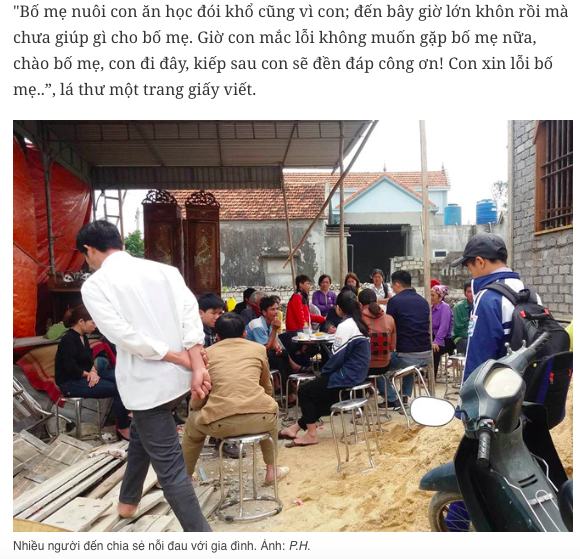 "Bố mẹ nuôi con ăn học đói khổ cũng vì con; đến bây giờ lớn khôn rồi mà
chưa giúp gì cho bố mẹ. Giờ con mắc lỗi không muốn gặp bố mẹ nữa,
chào bố mẹ, con đi đây, kiếp sau con sẽ đền đáp công ơn! Con xin lỗi bố
mẹ..”, lá thư một trang giấy viết.
Nhiều người đến chia sẻ nỗi đau với gia đình. Ảnh: P.H.